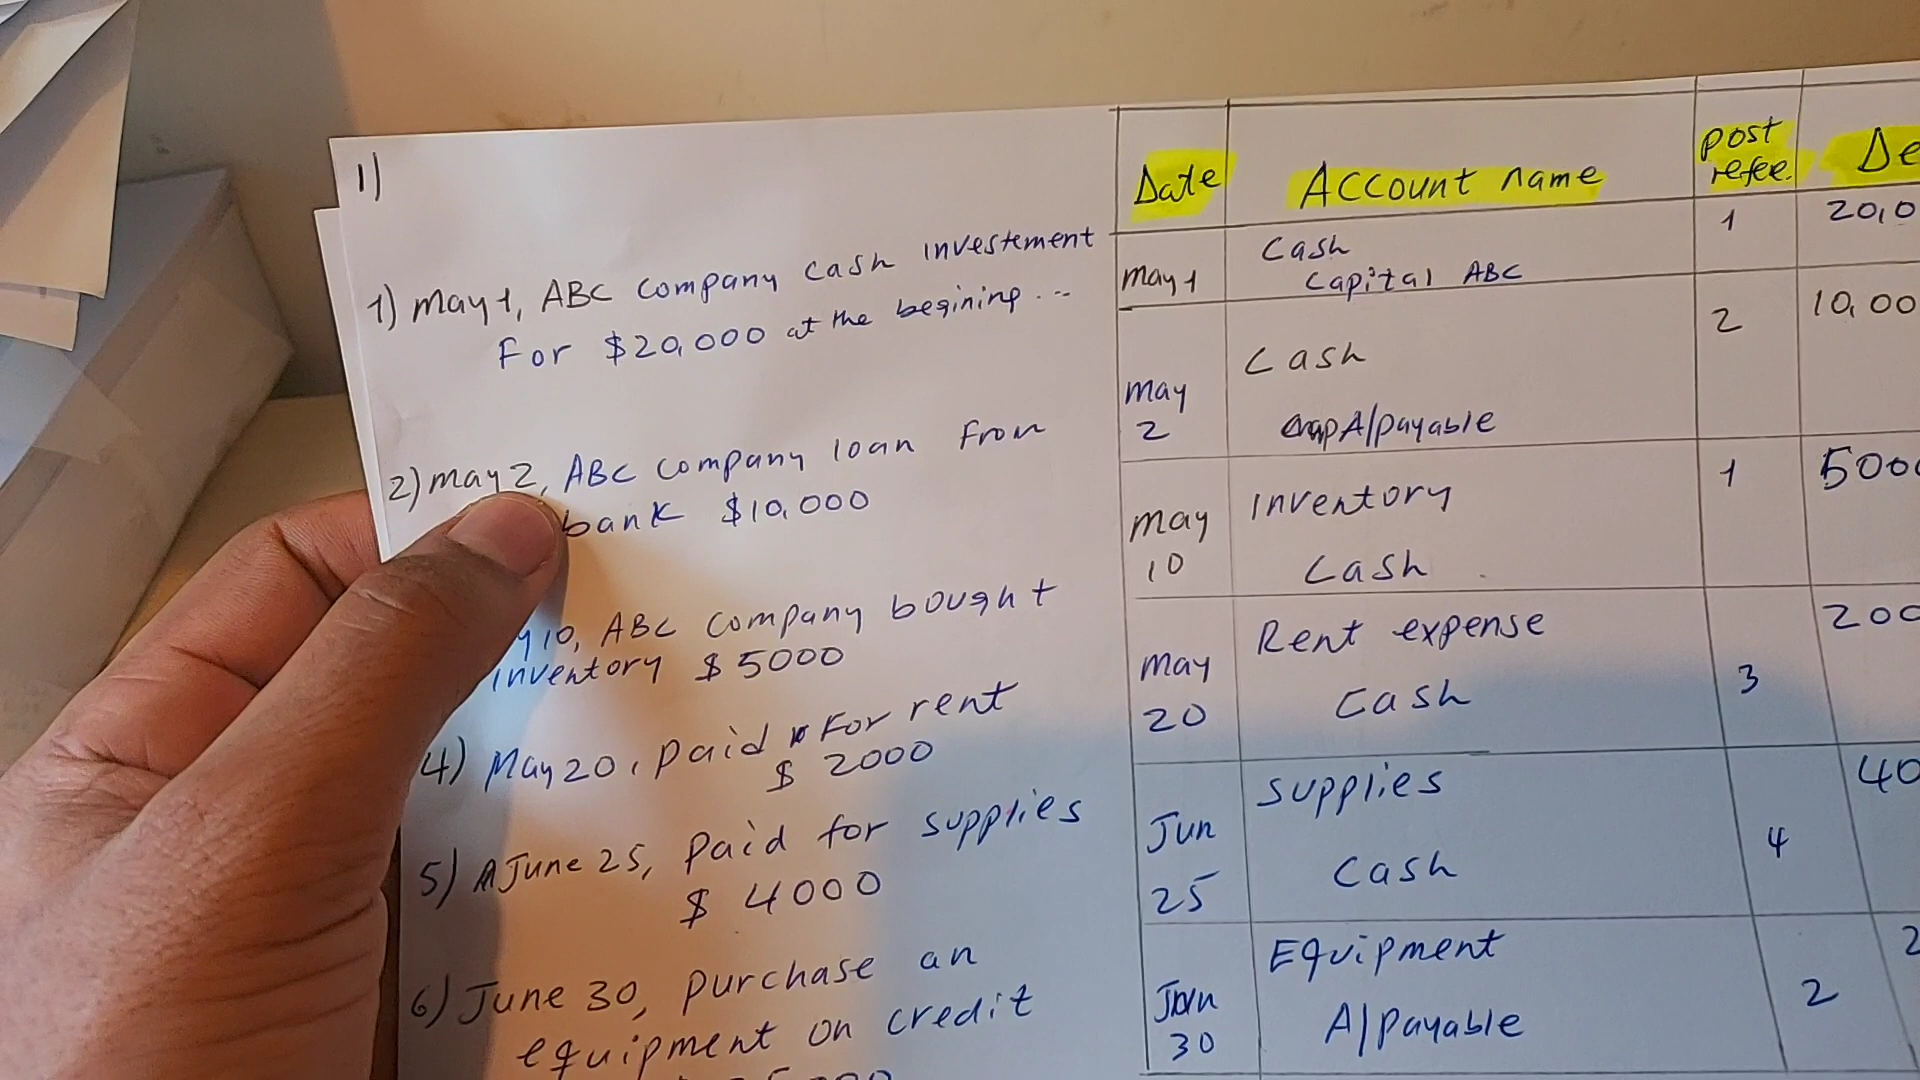 1)
1) May 1, ABC Company cash investement
For $20,000 at the begining ...
2) may 2, ABC Company loan From
bank $10,000
y 10, ABC Company bought
inventory $5000
4) May 20, paid For rent
$ 2000
5) June 25, Paid for supplies
$ 4000
6) June 30, purchase an
equipment on credit
Date Account name post refee. De
May 1 Cash 1 20,0
Capital ABC
May 2 Cash 2 10,00
A/payable
May 10 Inventory 1 5000
Cash
May 20 Rent expense 3 200
Cash
Jun 25 Supplies 4 40
Cash
Jun 30 Equipment 2 2
A/payable